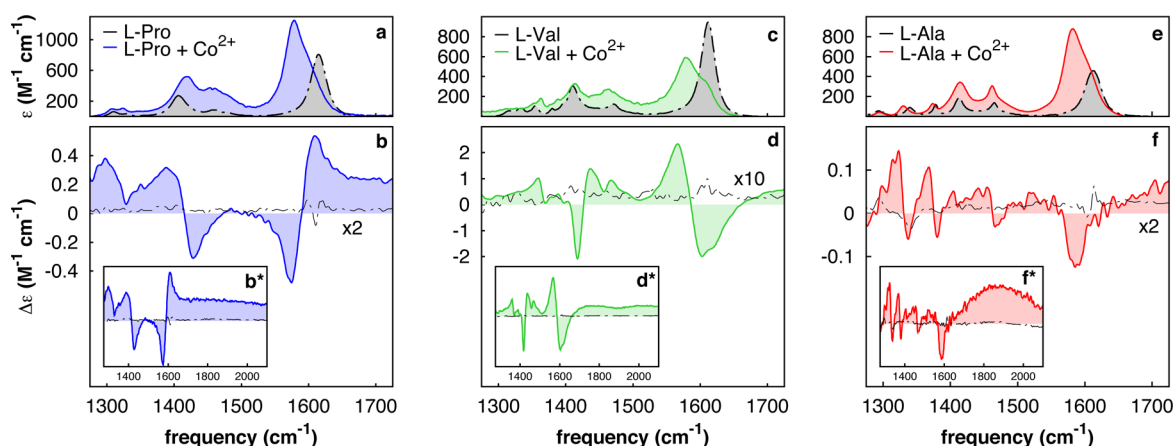 ε (M⁻¹ cm⁻¹)
1000
800
600
400
200
L-Pro
L-Pro + Co²⁺
a
Δε (M⁻¹ cm⁻¹)
0.4
0.2
0
-0.2
-0.4
b
x2
b*
1400 1600 1800 2000
1300 1400 1500 1600 1700
frequency (cm⁻¹)
800
600
400
200
L-Val
L-Val + Co²⁺
c
2
1
0
-1
-2
d
x10
d*
1400 1600 1800 2000
1300 1400 1500 1600 1700
frequency (cm⁻¹)
800
600
400
200
L-Ala
L-Ala + Co²⁺
e
0.1
0
-0.1
f
x2
f*
1400 1600 1800 2000
1300 1400 1500 1600 1700
frequency (cm⁻¹)